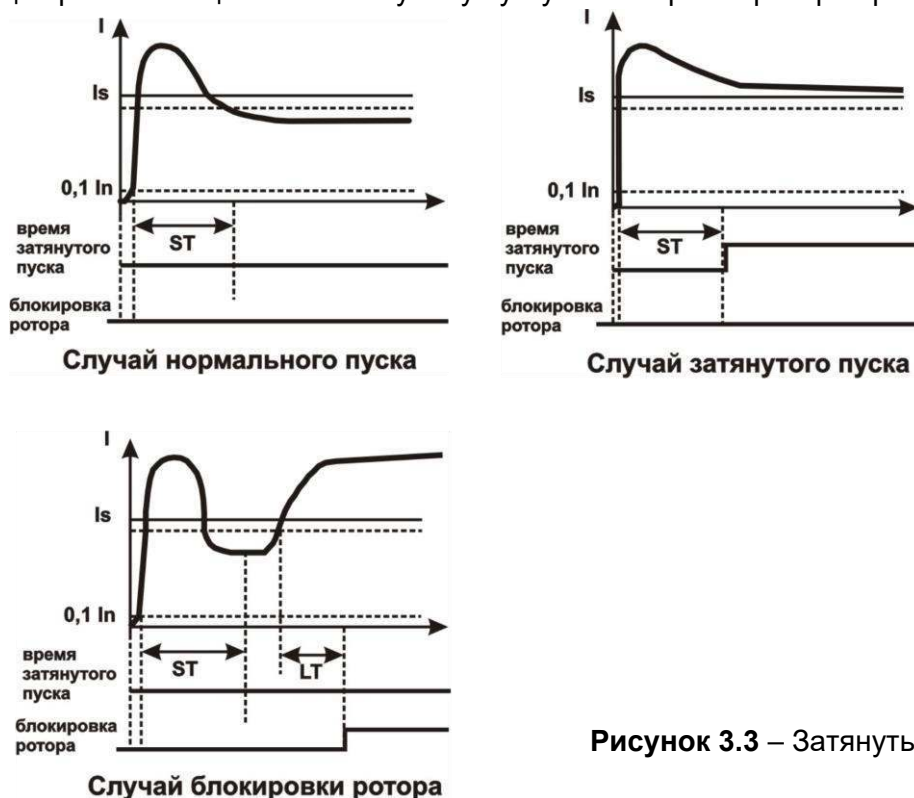 I
Is
0,1 In
ST
время
затянутого
пуска
блокировка
ротора
Случай нормального пуска
I
Is
0,1 In
ST
время
затянутого
пуска
блокировка
ротора
Случай затянутого пуска
I
Is
0,1 In
ST
LT
время
затянутого
пуска
блокировка
ротора
Случай блокировки ротора
Рисунок 3.3 –